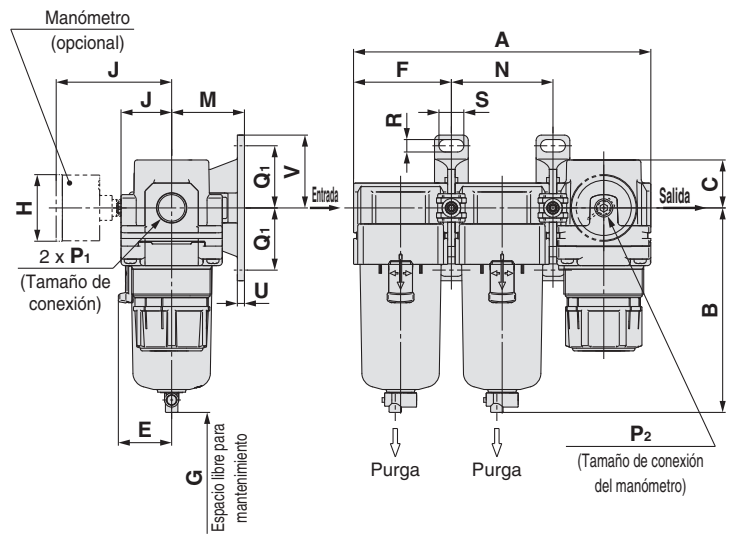 Manómetro
(opcional)
J
J
M
H
V
Q1
Q1
2 x P1
(Tamaño de
conexión)
U
E
G
Espacio libre para
mantenimiento
A
F
N
R
S
C
Entrada
Salida
B
P2
(Tamaño de conexión
del manómetro)
Purga
Purga